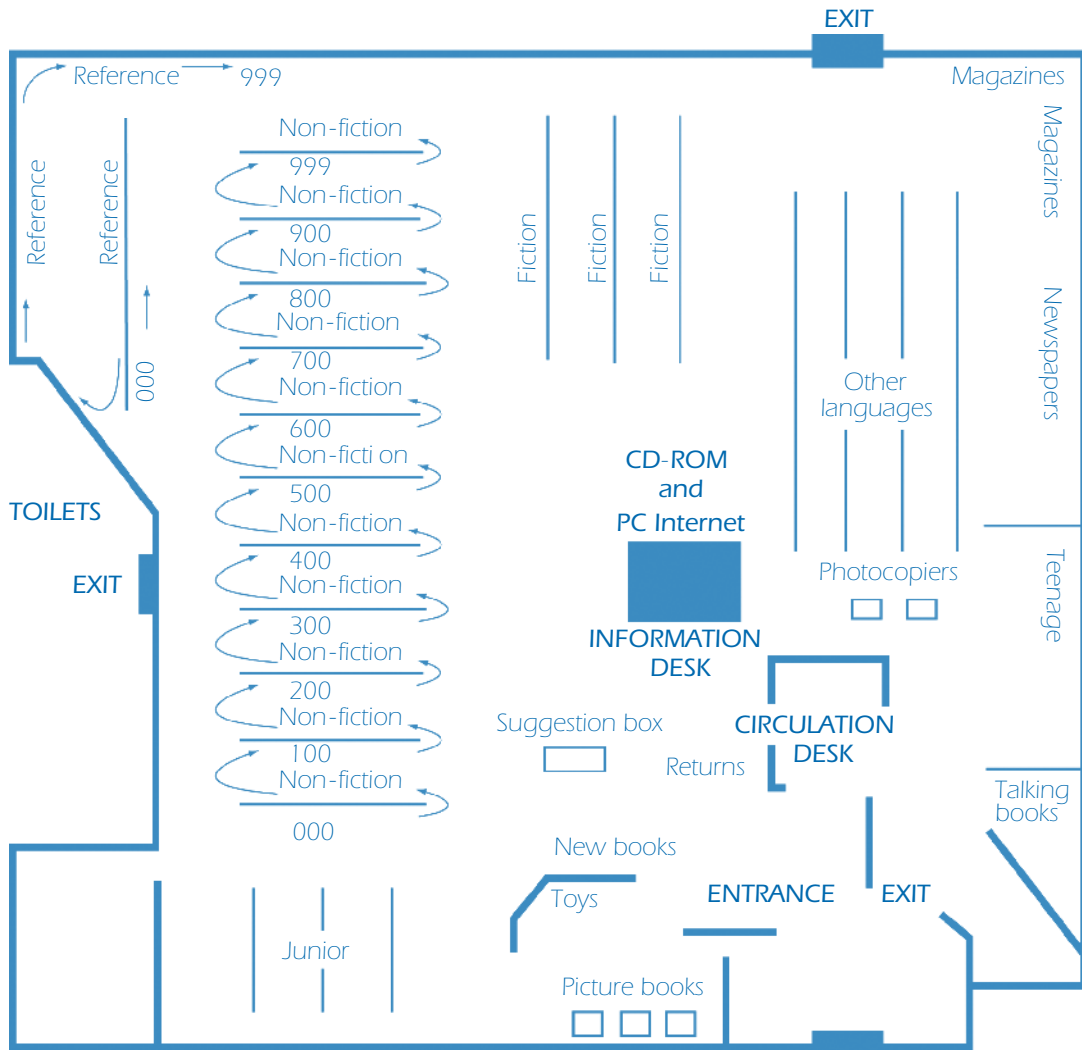 EXIT
Reference
999
Magazines
Magazines
Newspapers
Teenage
Talking
books
Reference
Reference
000
Non-fiction
999
Non-fiction
900
Non-fiction
800
Non-fiction
700
Non-fiction
600
Non-ficti on
500
Non-fiction
400
Non-fiction
300
Non-fiction
200
Non-fiction
100
Non-fiction
000
Fiction
Fiction
Fiction
Other
languages
CD-ROM
and
PC Internet
INFORMATION
DESK
Photocopiers
TOILETS
EXIT
Suggestion box
CIRCULATION
DESK
Returns
New books
Toys
ENTRANCE
EXIT
Junior
Picture books